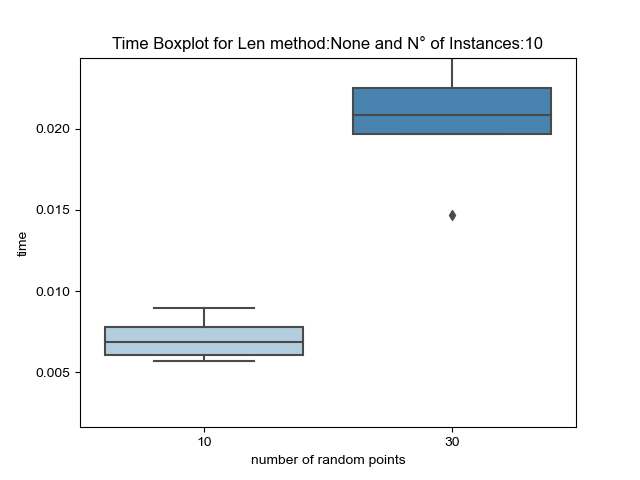 Time Boxplot for Len method:None and N° of Instances:10
0.020
0.015
0.010
0.005
time
10 30
number of random points